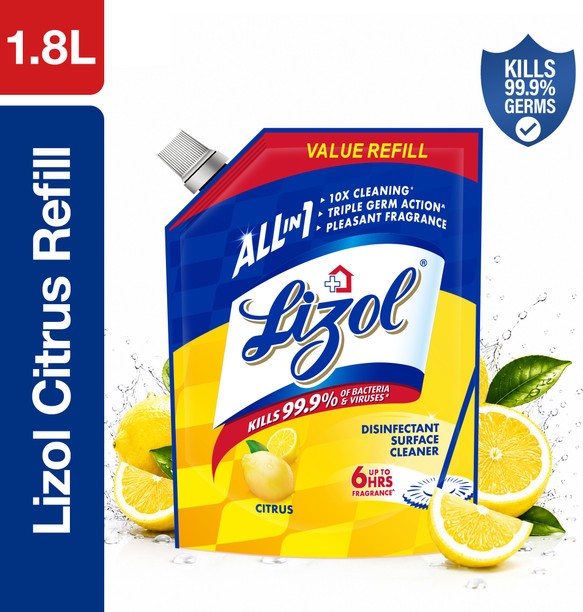 1.8L
Lizol Citrus Refill
KILLS
99.9%
GERMS
VALUE REFILL
ALL IN 1
10X CLEANING*
TRIPLE GERM ACTION^
PLEASANT FRAGRANCE
Lizol®
KILLS 99.9% OF BACTERIA
& VIRUSES*
DISINFECTANT
SURFACE
CLEANER
6 UP TO
HRS
FRAGRANCE*
CITRUS